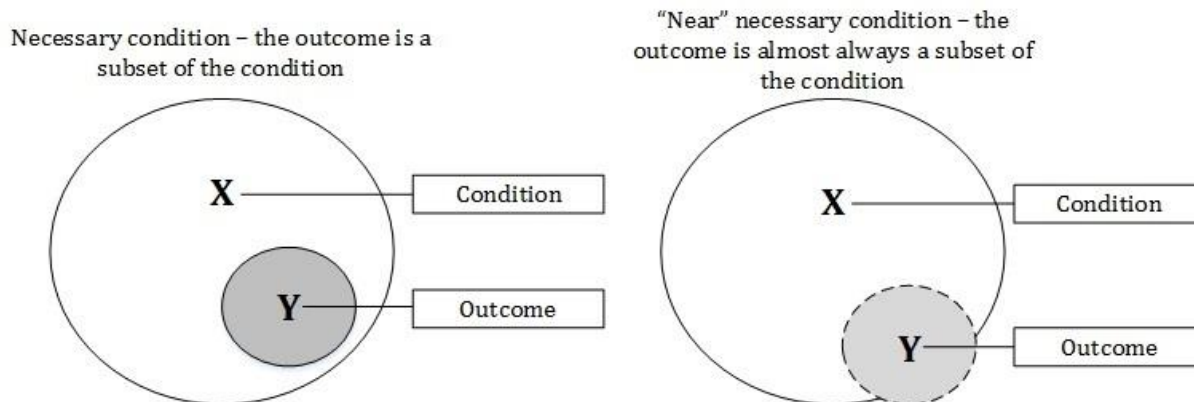 Necessary condition – the outcome is a
subset of the condition
X
Condition
Y
Outcome
“Near” necessary condition – the
outcome is almost always a subset of
the condition
X
Condition
Y
Outcome